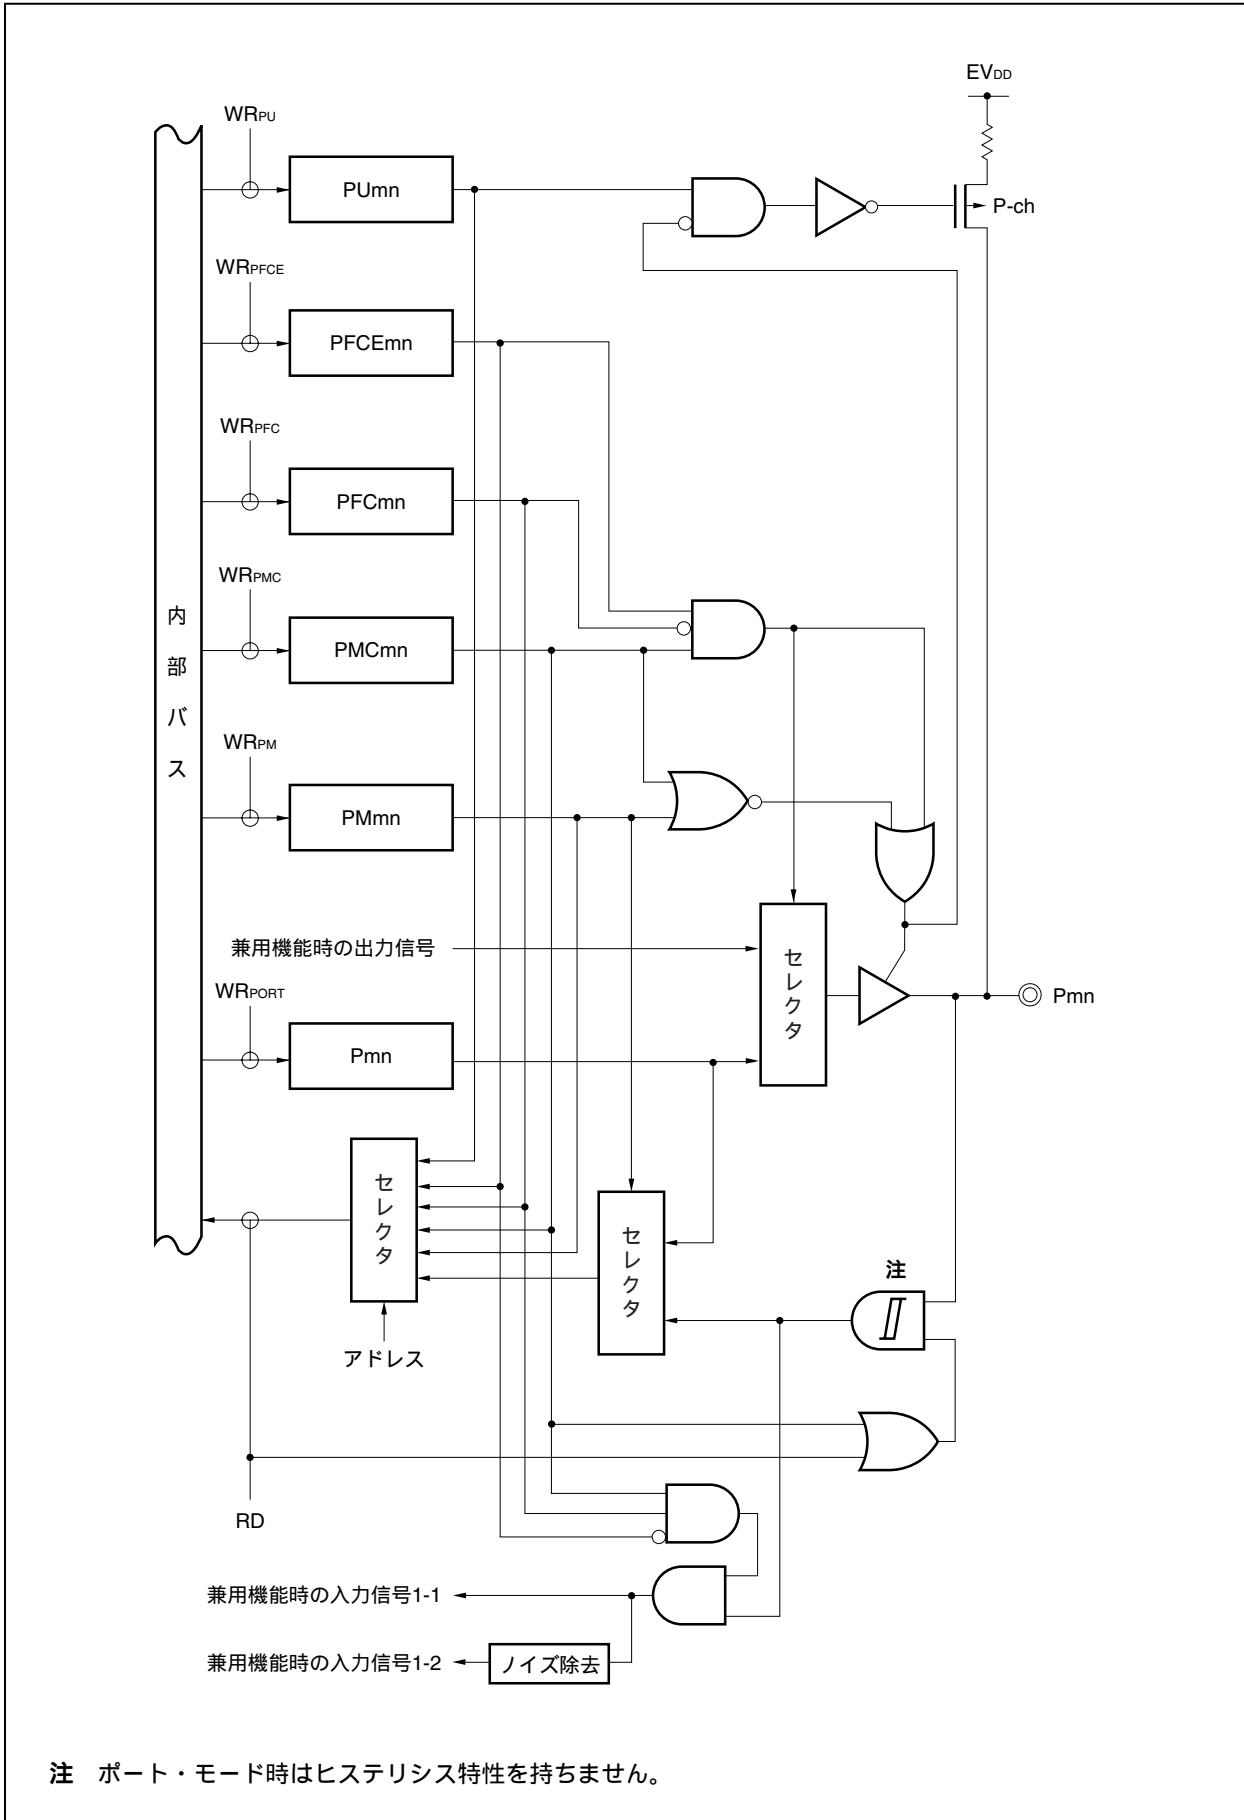 EVDD
WRPU
PUmn
P-ch
WRPFCE
PFCEmn
WRPFC
PFCmn
WRPMC
PMCmn
内部バス
WRPM
PMmn
兼用機能時の出力信号
セレクタ
WRPORT
Pmn
Pmn
セレクタ
セレクタ
注
アドレス
RD
兼用機能時の入力信号1-1
兼用機能時の入力信号1-2
ノイズ除去
注 ポート・モード時はヒステリシス特性を持ちません。